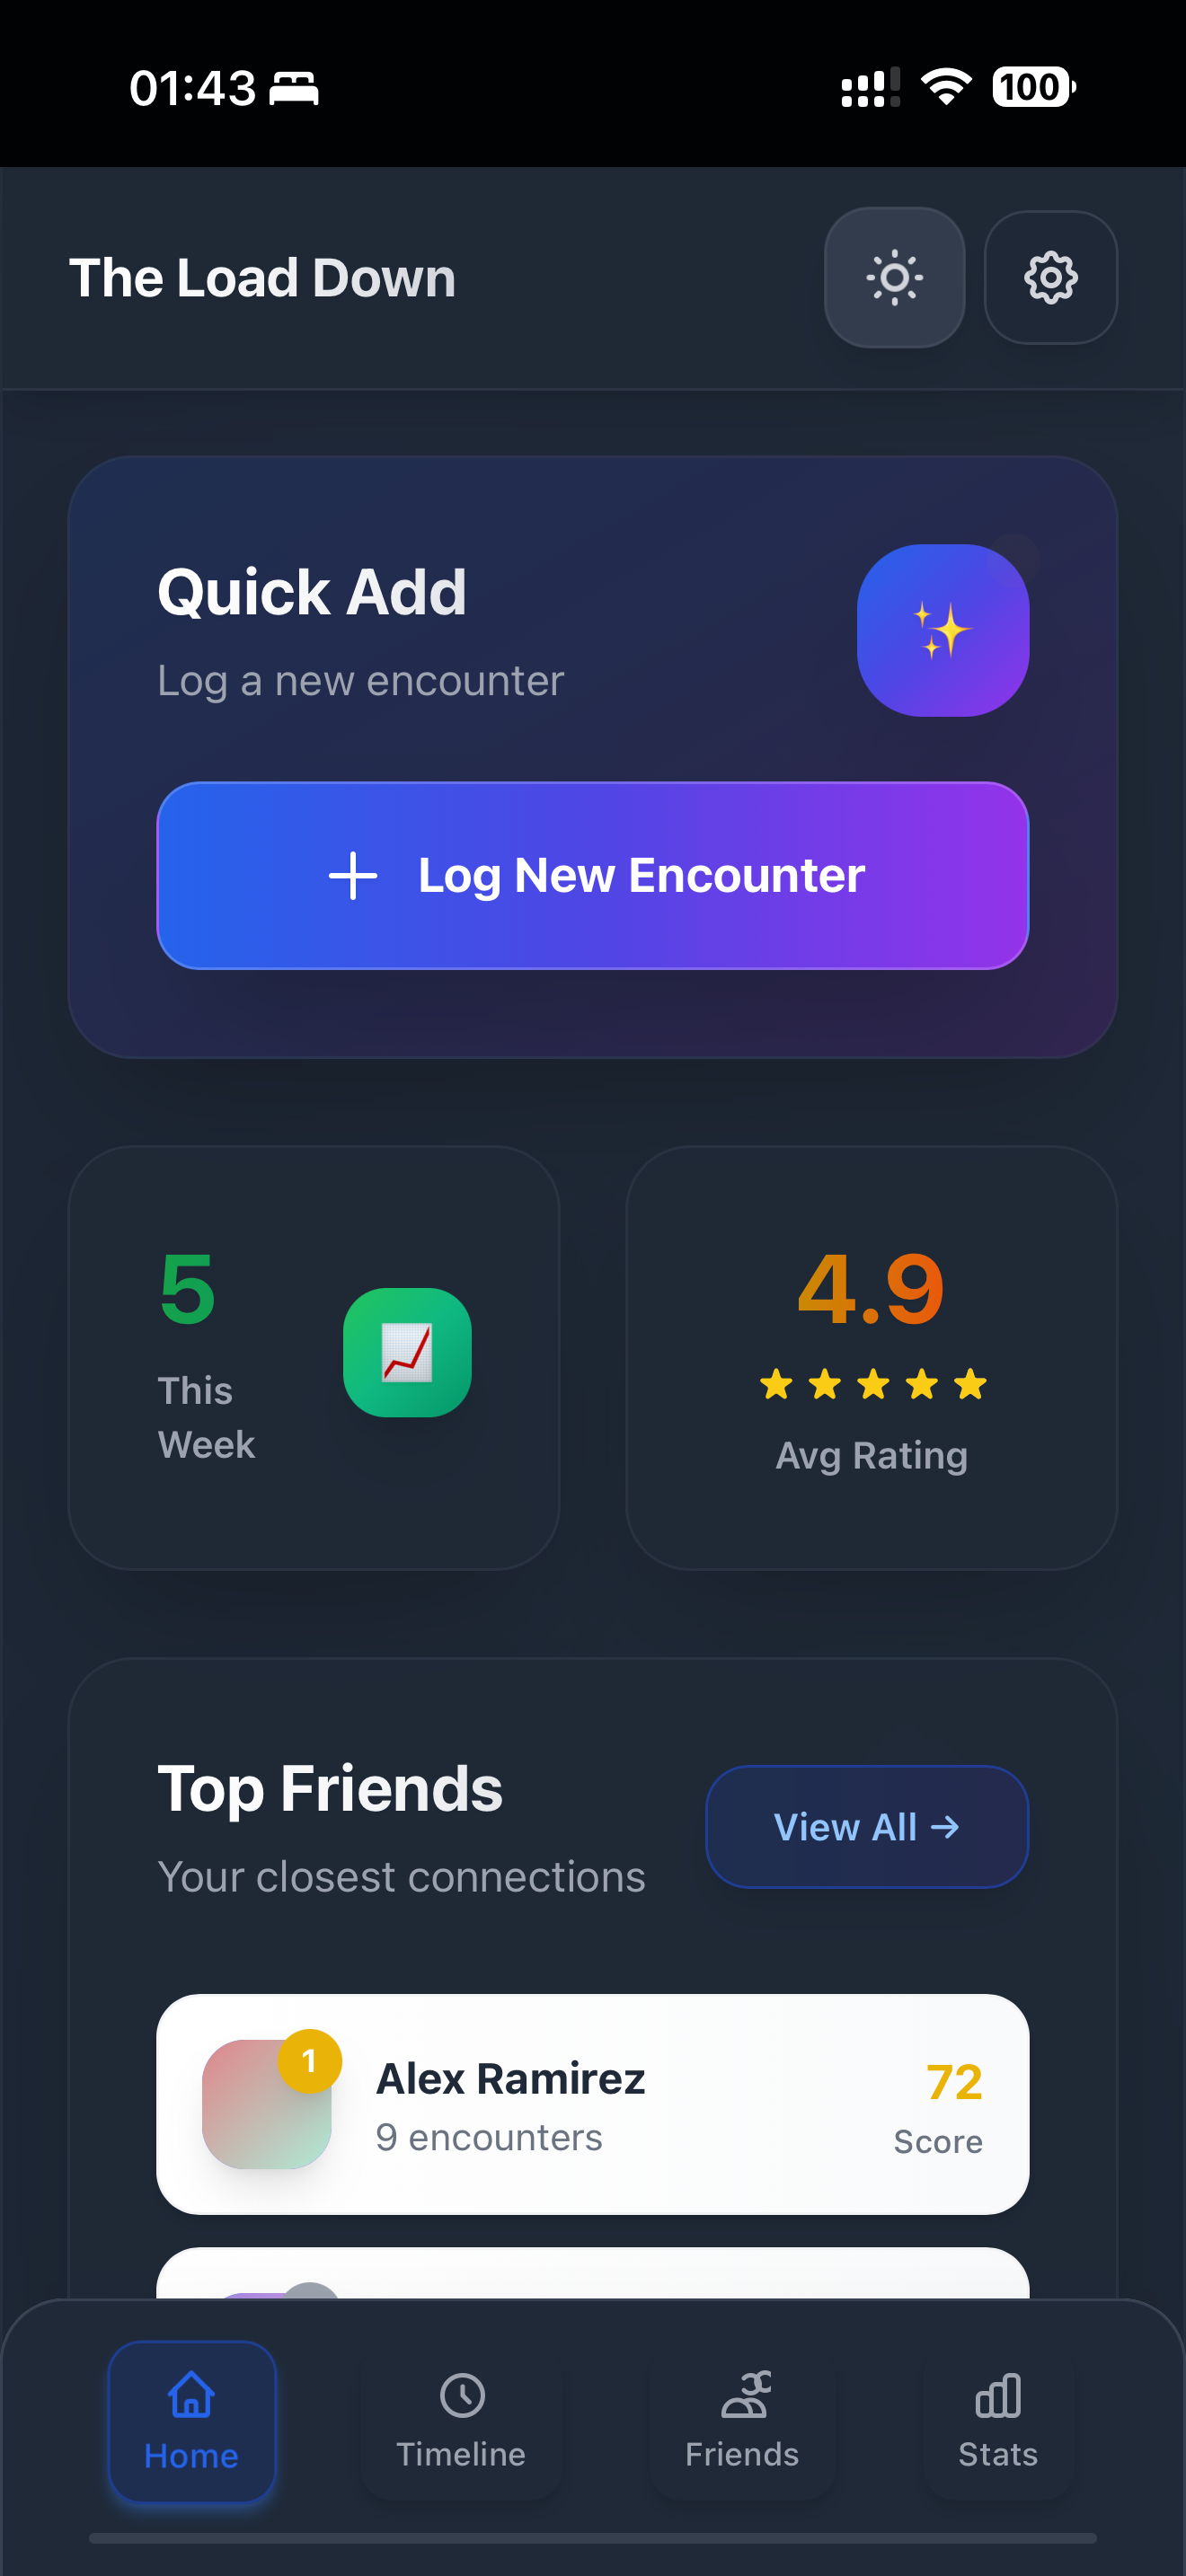 01:43
100
The Load Down
Quick Add
Log a new encounter
Log New Encounter
5
This
Week
4.9
Avg Rating
Top Friends
Your closest connections
View All →
1
Alex Ramirez
9 encounters
72
Score
Home
Timeline
Friends
Stats